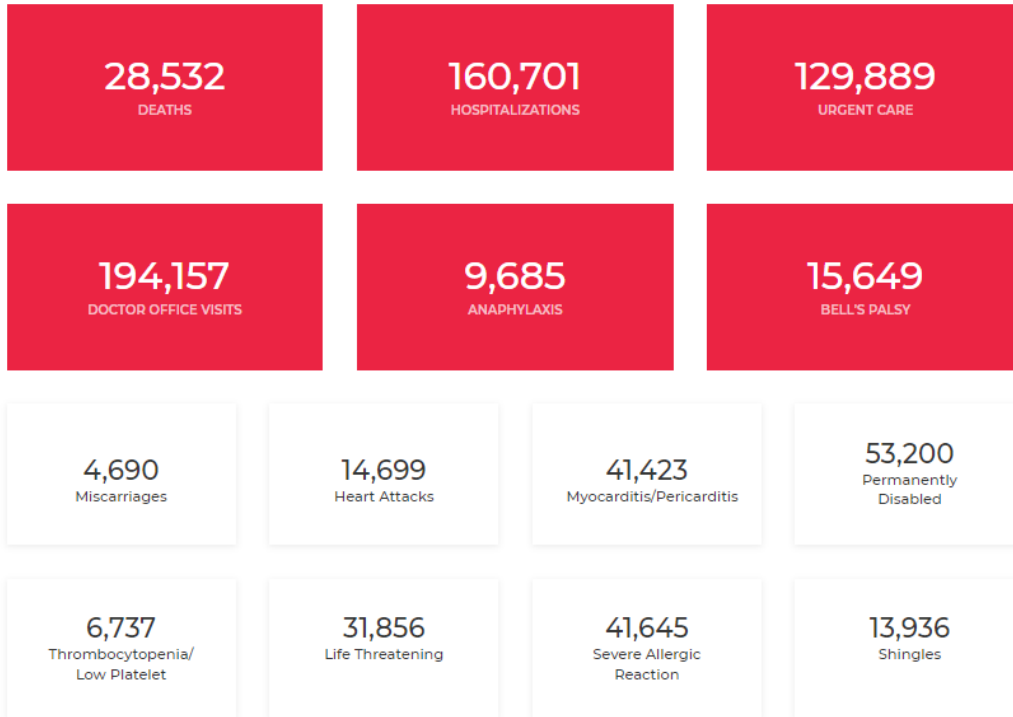 28,532
DEATHS
160,701
HOSPITALIZATIONS
129,889
URGENT CARE
194,157
DOCTOR OFFICE VISITS
9,685
ANAPHYLAXIS
15,649
BELL'S PALSY
4,690
Miscarriages
14,699
Heart Attacks
41,423
Myocarditis/Pericarditis
53,200
Permanently
Disabled
6,737
Thrombocytopenia/
Low Platelet
31,856
Life Threatening
41,645
Severe Allergic
Reaction
13,936
Shingles